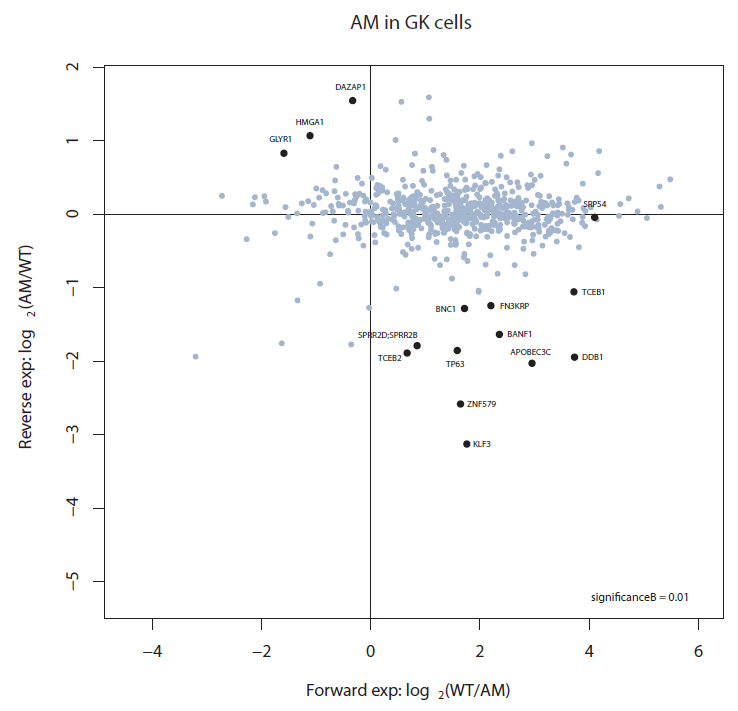 AM in GK cells
2
1
0
−1
−2
−3
−4
−5
Reverse exp: log 2(AM/WT)
DAZAP1
HMGA1
GLYR1
SRP54
TCEB1
BNC1
FN3KRP
SPRR2D;SPRR2B
BANF1
TCEB2
TP63
APOBEC3C
DDB1
ZNF579
KLF3
significanceB = 0.01
−4
−2
0
2
4
6
Forward exp: log 2(WT/AM)